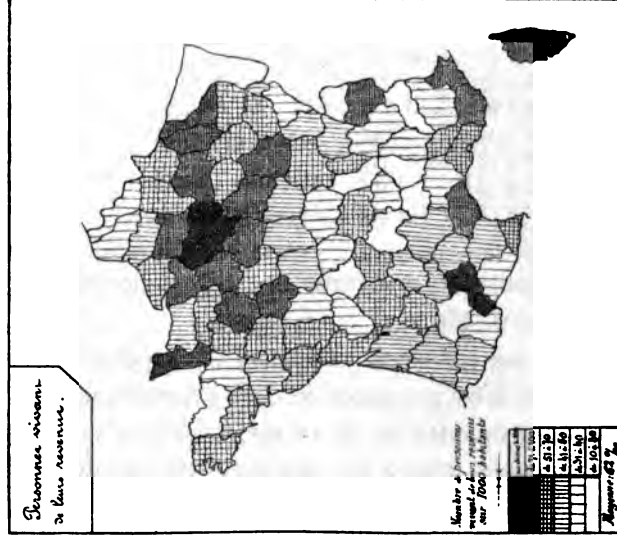 Personnes vivant
de leurs revenus.
Nombre de personnes
vivant de leurs revenus
sur 1000 habitants
de 51 à 70
de 41 à 50
de 31 à 40
de 10 à 30
Moyenne: 62 %